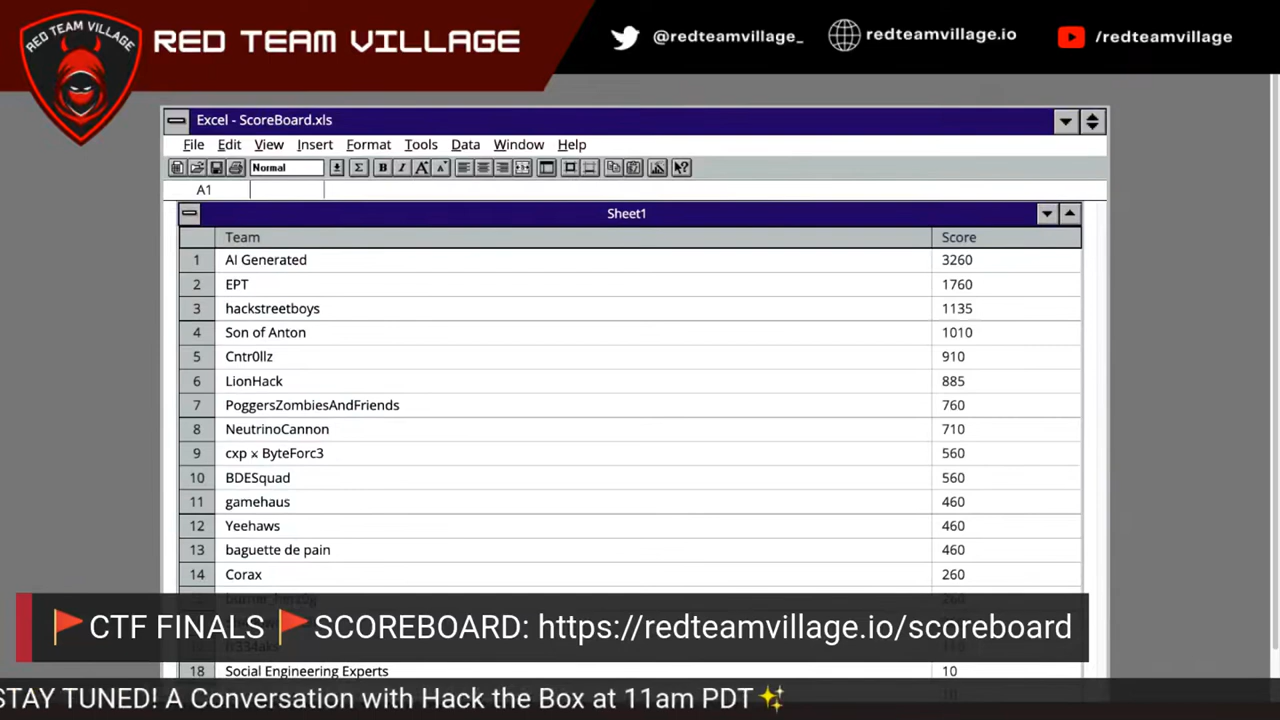 RED TEAM VILLAGE
RED TEAM VILLAGE
@redteamvillage_
redteamvillage.io
/redteamvillage
Excel - ScoreBoard.xls
File Edit View Insert Format Tools Data Window Help
Normal Σ B I A A
A1
Sheet1
Team Score
1 AI Generated 3260
2 EPT 1760
3 hackstreetboys 1135
4 Son of Anton 1010
5 Cntr0llz 910
6 LionHack 885
7 PoggersZombiesAndFriends 760
8 NeutrinoCannon 710
9 cxp x ByteForc3 560
10 BDESquad 560
11 gamehaus 460
12 Yeehaws 460
13 baguette de pain 460
14 Corax 260
260
🚩CTF FINALS 🚩SCOREBOARD: https://redteamvillage.io/scoreboard
18 Social Engineering Experts 10
STAY TUNED! A Conversation with Hack the Box at 11am PDT✨